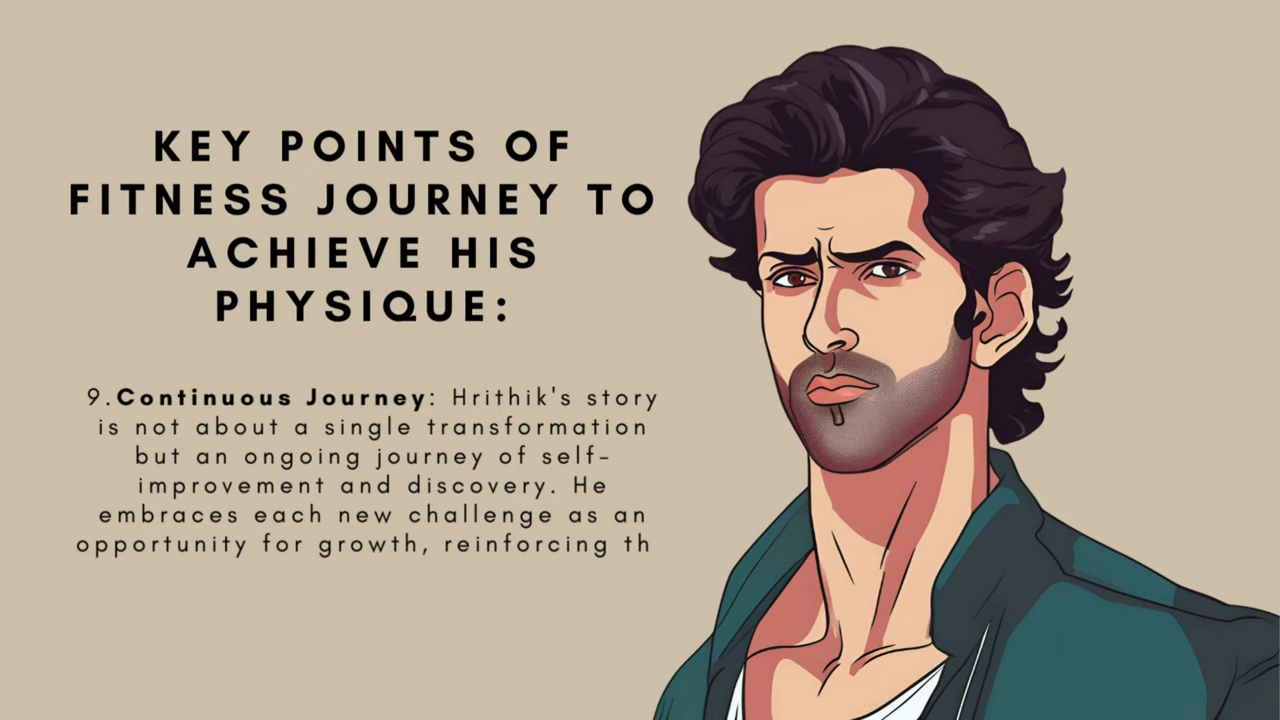 KEY POINTS OF
FITNESS JOURNEY TO
ACHIEVE HIS
PHYSIQUE:
9.Continuous Journey: Hrithik's story
is not about a single transformation
but an ongoing journey of self-
improvement and discovery. He
embraces each new challenge as an
opportunity for growth, reinforcing th